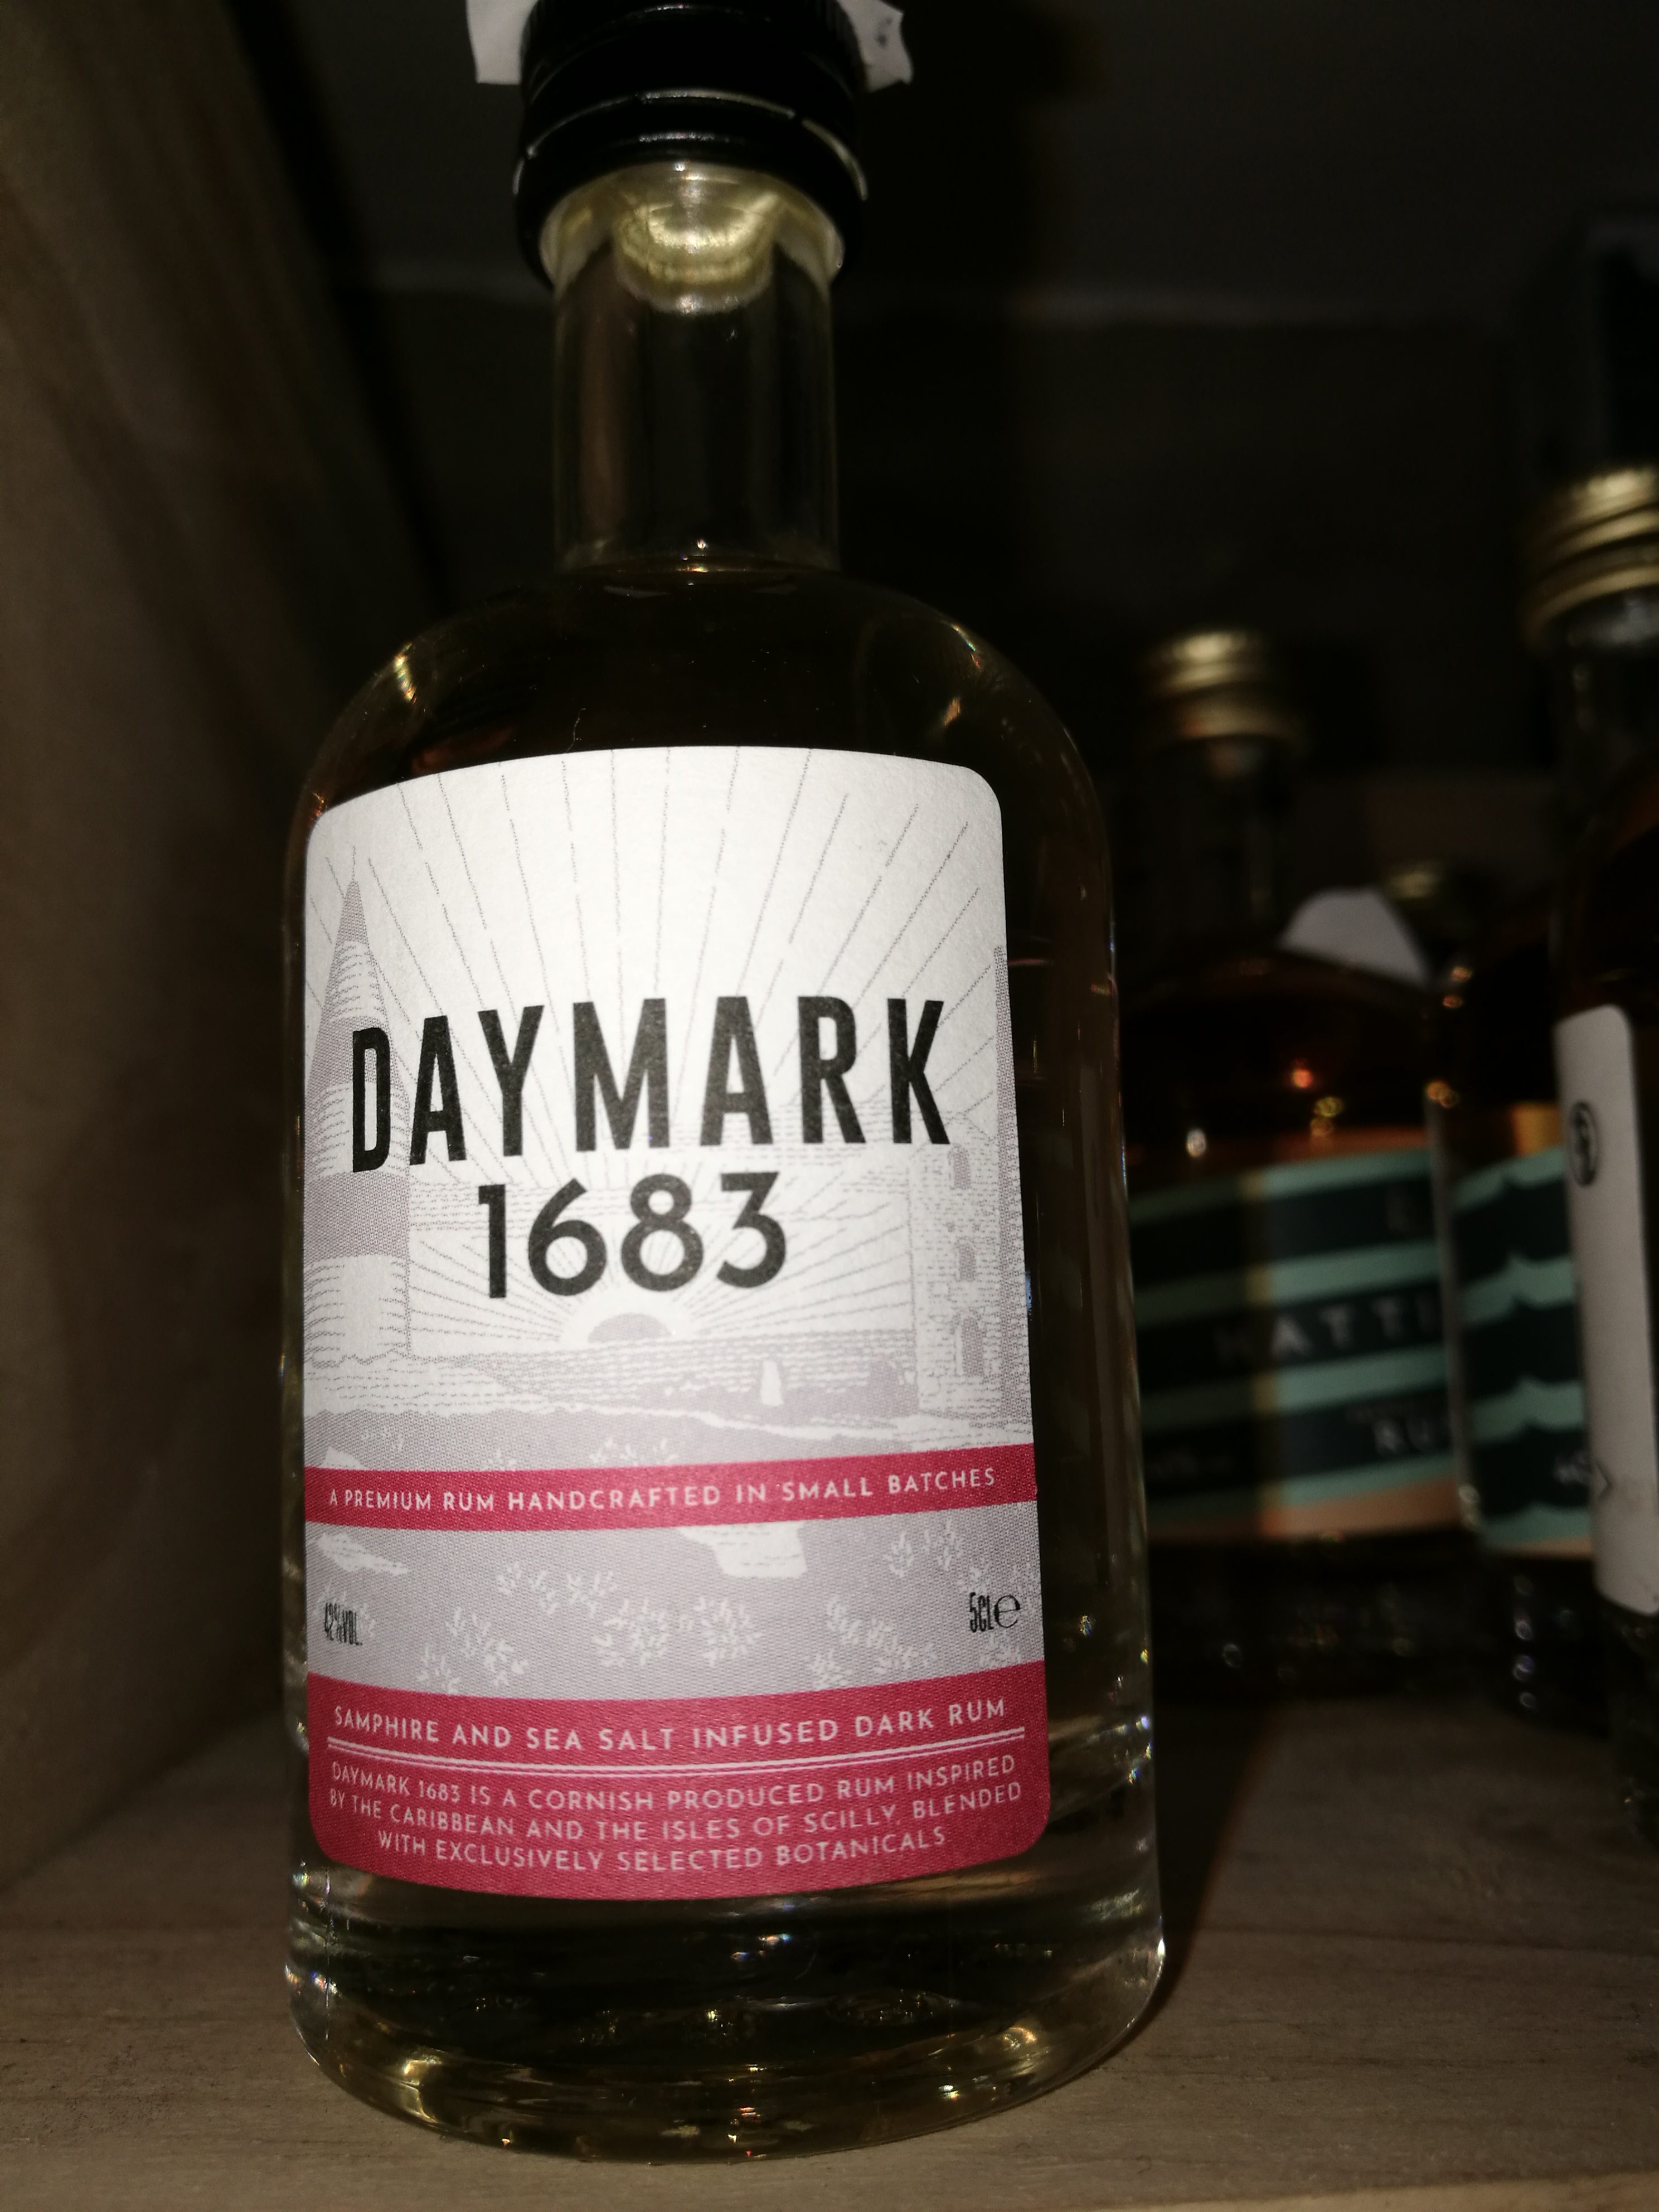 DAYMARK
1683
A PREMIUM RUM HANDCRAFTED IN SMALL BATCHES
42%VOL.
5CLe
SAMPHIRE AND SEA SALT INFUSED DARK RUM
DAYMARK 1683 IS A CORNISH PRODUCED RUM INSPIRED
BY THE CARIBBEAN AND THE ISLES OF SCILLY, BLENDED
WITH EXCLUSIVELY SELECTED BOTANICALS